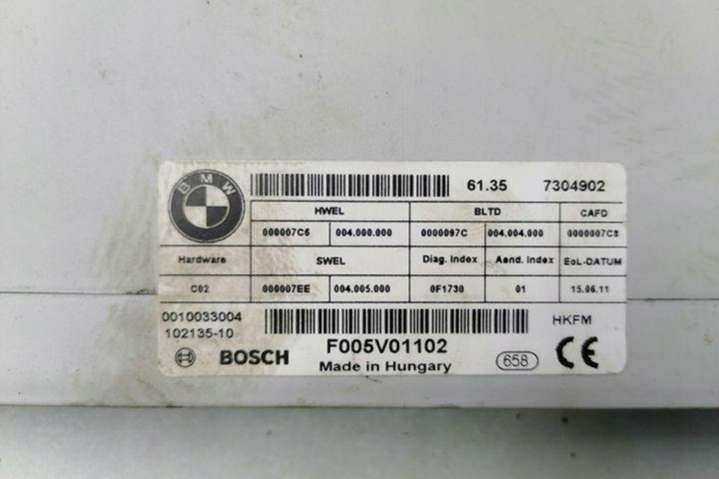 BMW
61.35 7304902
HWEL BLTD CAFD
000007C6 004.000.000 0000097C 004.004.000 0000007C8
Hardware SWEL Diag. Index Aend. Index EoL-DATUM
C02 000007EE 004.005.000 0F1730 01 15.06.11
0010033004
102135-10
HKFM
BOSCH F005V01102 658 CE
Made in Hungary